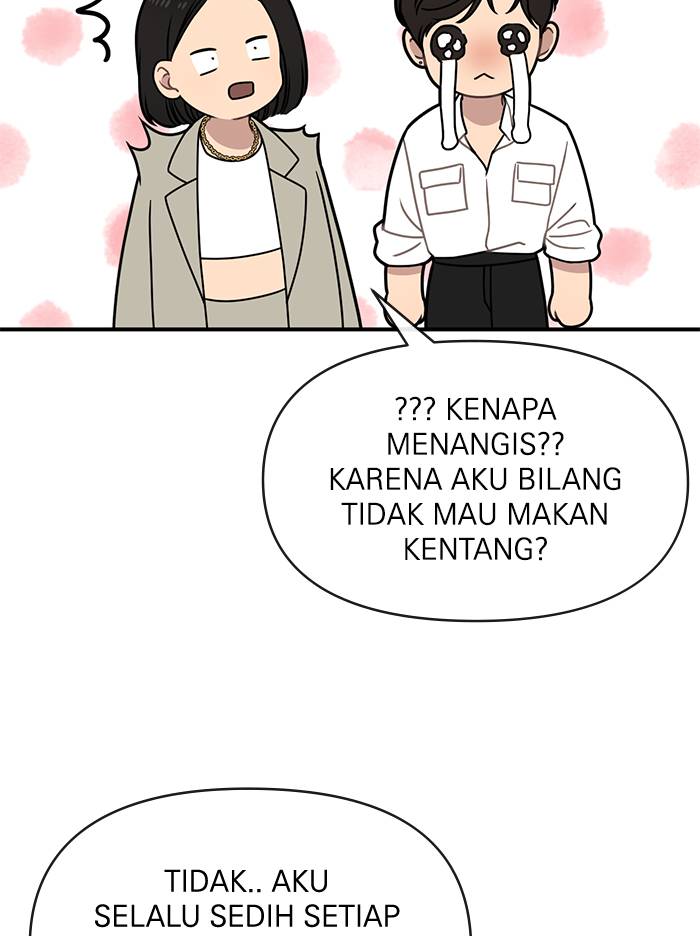 ??? KENAPA
MENANGIS??
KARENA AKU BILANG
TIDAK MAU MAKAN
KENTANG?
TIDAK.. AKU
SELALU SEDIH SETIAP